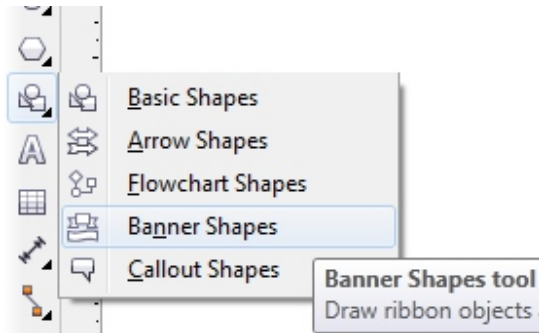 Basic Shapes
Arrow Shapes
Flowchart Shapes
Banner Shapes
Callout Shapes
Banner Shapes tool
Draw ribbon objects